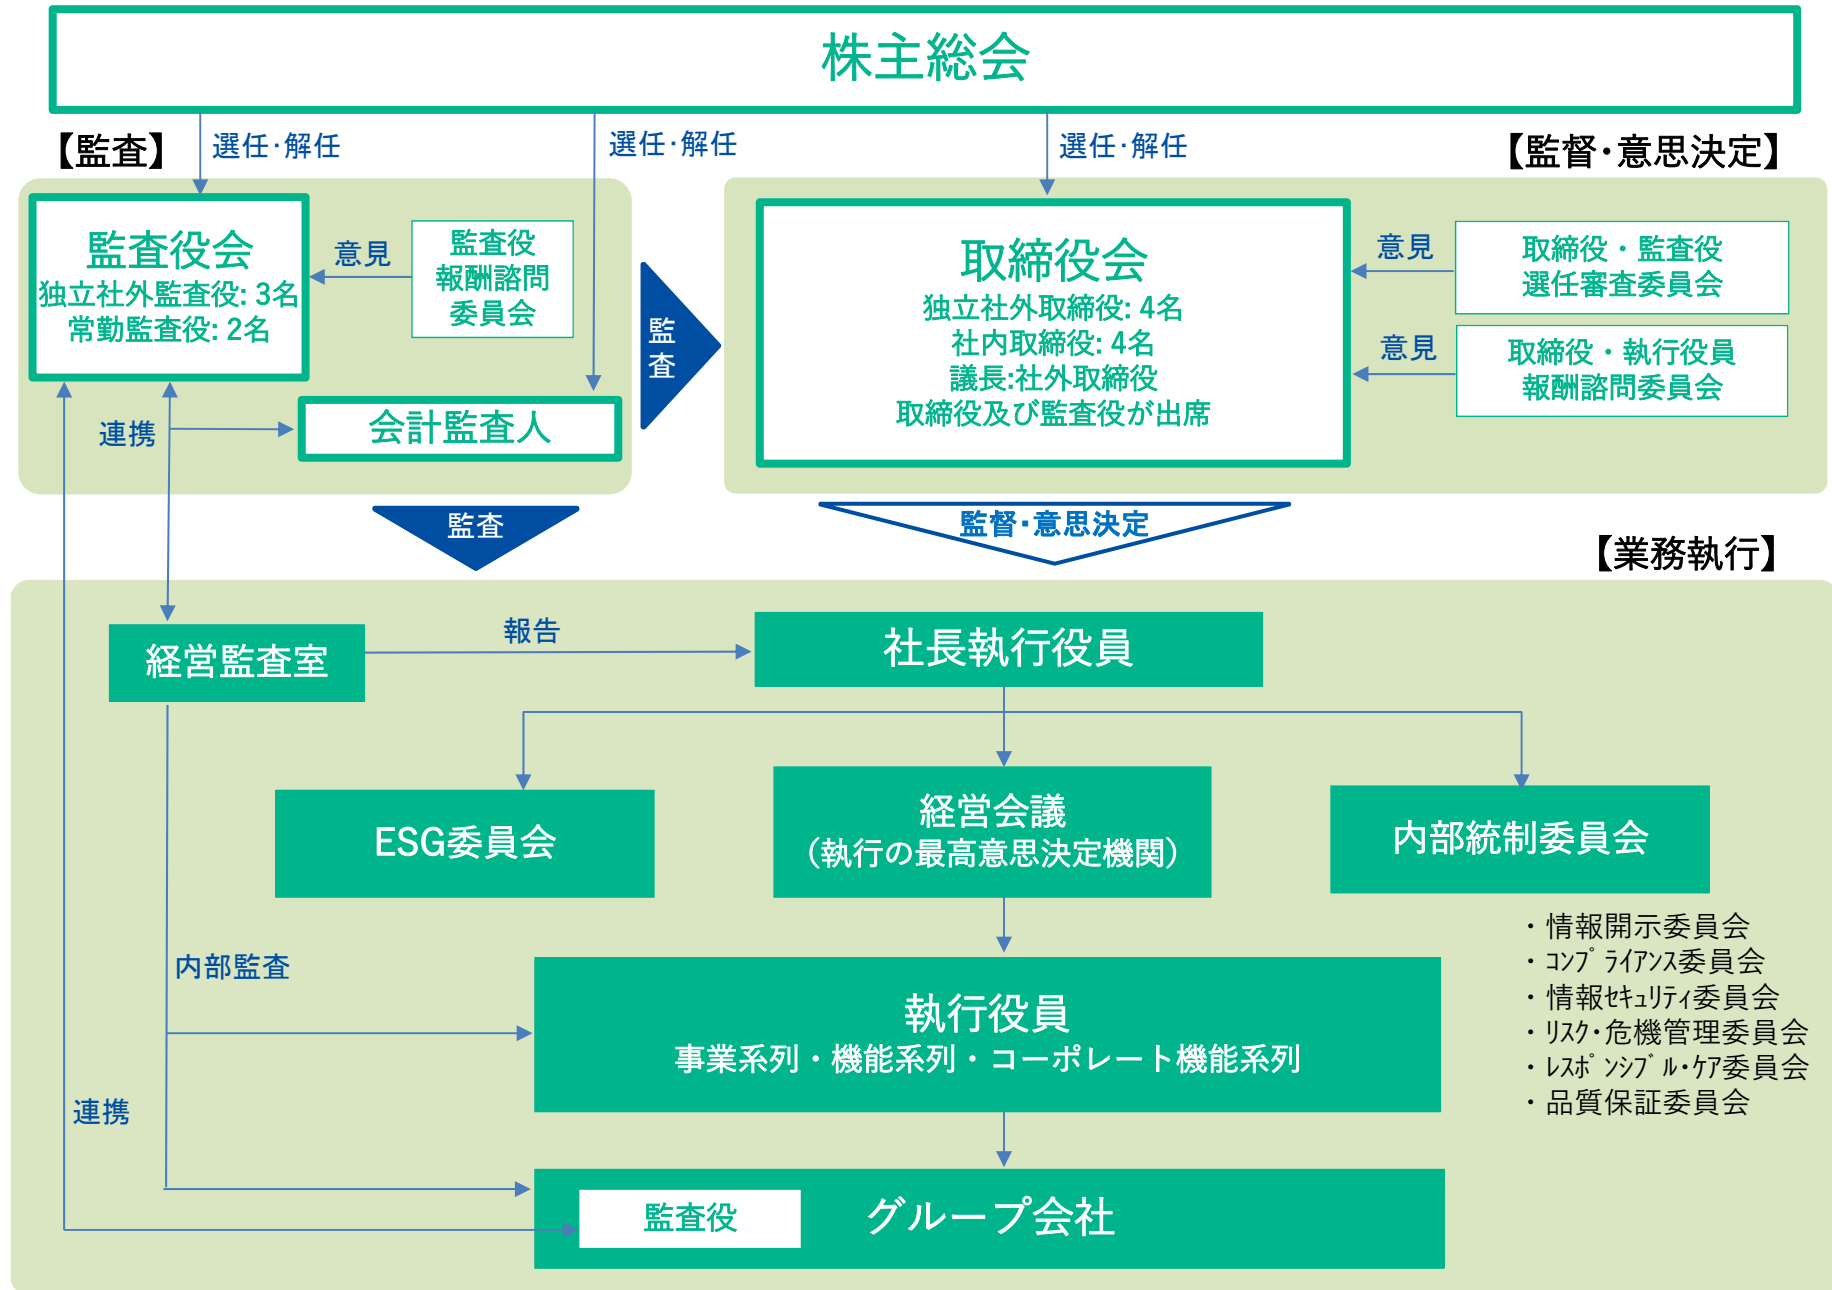 株主総会
【監査】
選任・解任
選任・解任
選任・解任
【監督・意思決定】
監査役会
独立社外監査役: 3名
常勤監査役: 2名
意見
監査役
報酬諮問
委員会
連携
会計監査人
監
査
取締役会
独立社外取締役: 4名
社内取締役: 4名
議長:社外取締役
取締役及び監査役が出席
意見
取締役・監査役
選任審査委員会
意見
取締役・執行役員
報酬諮問委員会
監査
監督・意思決定
【業務執行】
経営監査室
報告
社長執行役員
ESG委員会
経営会議
(執行の最高意思決定機関)
内部統制委員会
・情報開示委員会
・ｺﾝﾌﾟﾗｲｱﾝｽ委員会
・情報ｾｷｭﾘﾃｨ委員会
・ﾘｽｸ・危機管理委員会
・ﾚｽﾎﾟﾝｼﾌﾞﾙ・ｹｱ委員会
・品質保証委員会
内部監査
執行役員
事業系列・機能系列・コーポレート機能系列
連携
監査役
グループ会社